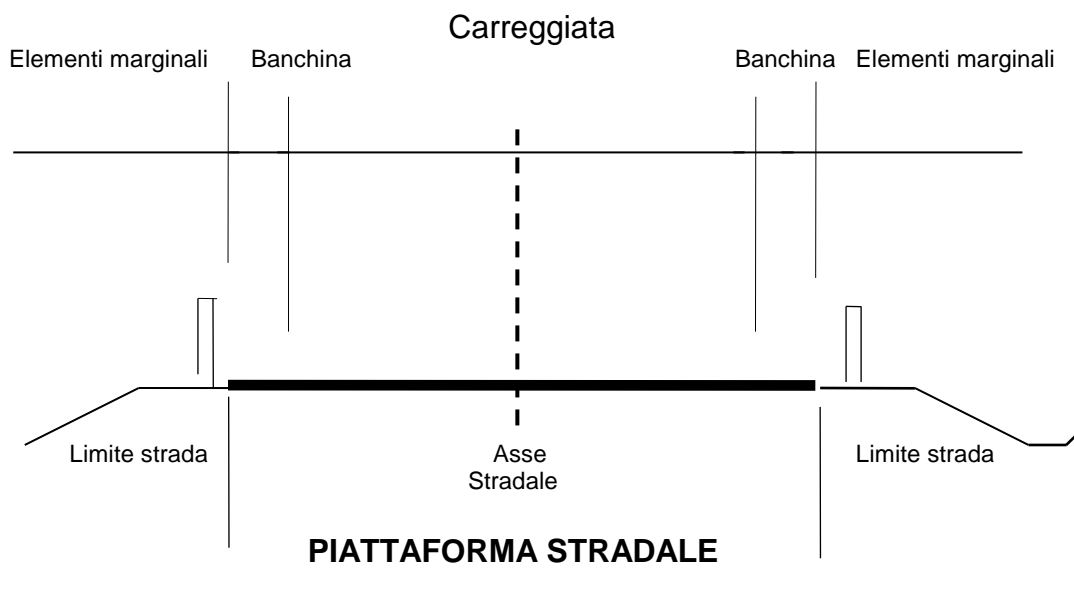 Carreggiata
Elementi marginali
Banchina
Banchina
Elementi marginali
Limite strada
Asse
Stradale
Limite strada
PIATTAFORMA STRADALE